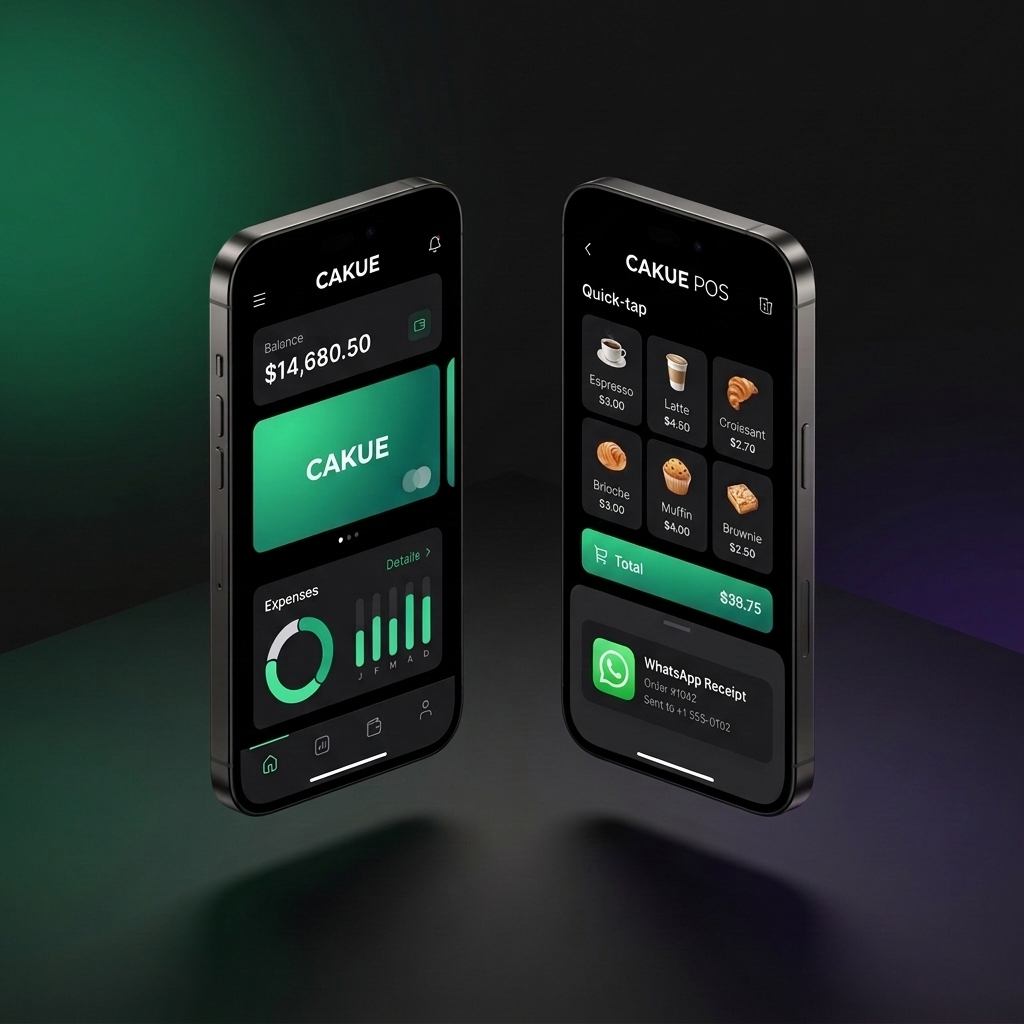 CAKUE
Balance
$14,680.50
CAKUE
Details >
Expenses
J F M A D
CAKUE POS
Quick-tap
Espresso
$3.00
Latte
$4.50
Croiesant
$2.70
Brioche
$3.00
Muffin
$4.00
Brownie
$2.50
Total
$38.75
WhatsApp Receipt
Order #1042
Sent to +1 555-0102